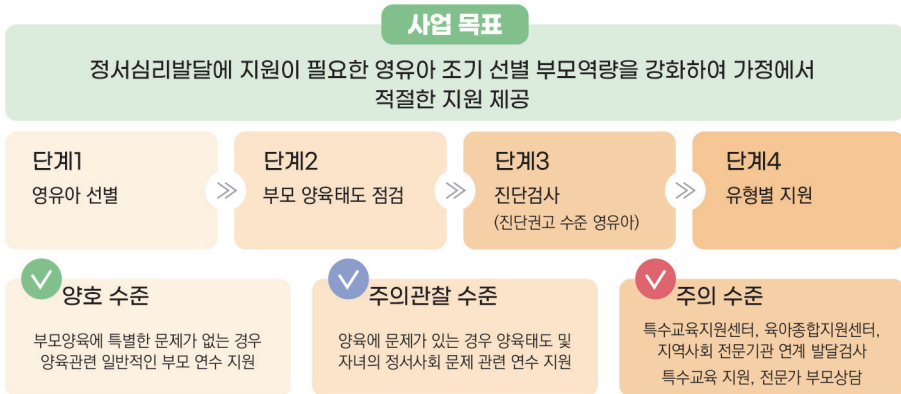 사업 목표
정서심리발달에 지원이 필요한 영유아 조기 선별 부모역량을 강화하여 가정에서
적절한 지원 제공
단계1
영유아 선별
단계2
부모 양육태도 점검
단계3
진단검사
(진단권고 수준 영유아)
단계4
유형별 지원
양호 수준
부모양육에 특별한 문제가 없는 경우
양육관련 일반적인 부모 연수 지원
주의관찰 수준
양육에 문제가 있는 경우 양육태도 및
자녀의 정서사회 문제 관련 연수 지원
주의 수준
특수교육지원센터, 육아종합지원센터,
지역사회 전문기관 연계 발달검사
특수교육 지원, 전문가 부모상담